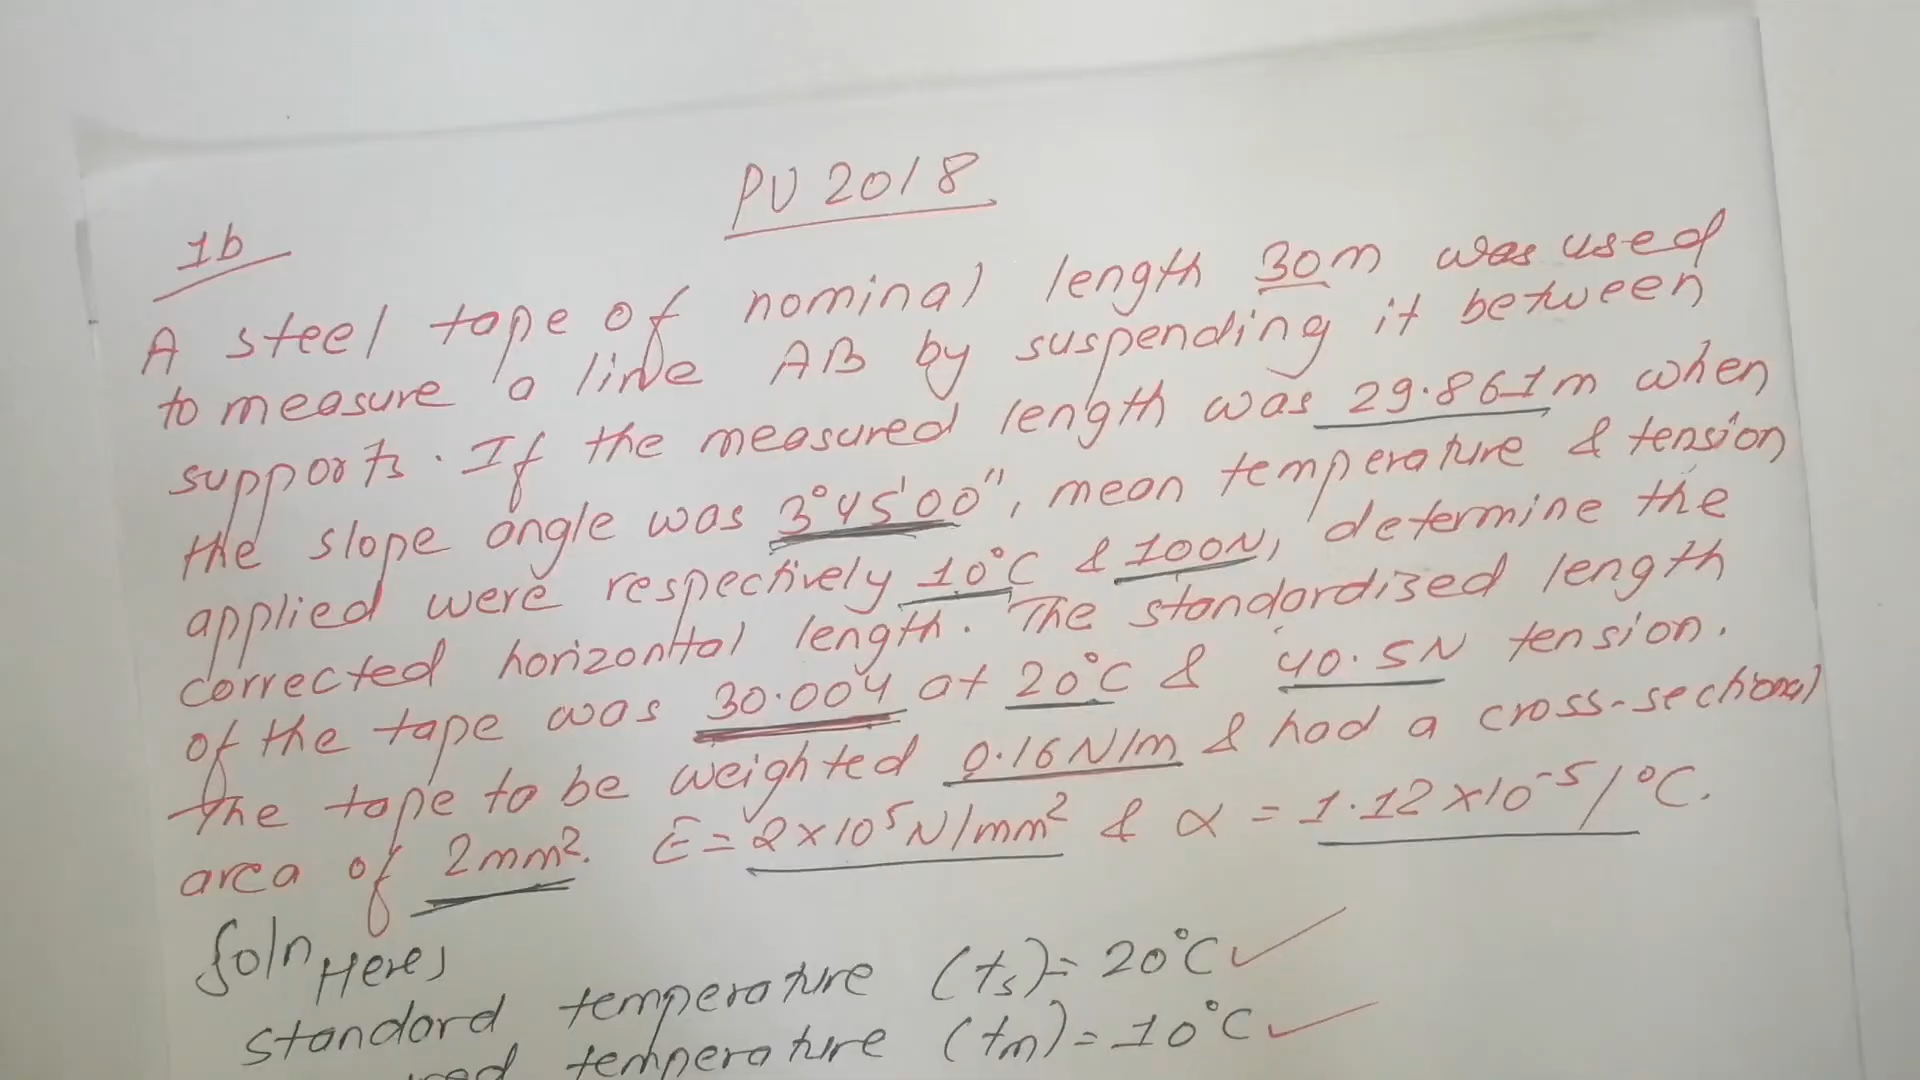 PU 2018
1b
A steel tape of nominal length 30m was used
to measure a line AB by suspending it between
supports. If the measured length was 29.861m when
the slope angle was 3°45'00", mean temperature & tension
applied were respectively 10°C & 100N, determine the
corrected horizontal length. The standardized length
of the tape was 30.004 at 20°C & 40.5N tension.
The tape to be weighted 0.16N/m & had a cross-sectional
area of 2mm². E=2×10⁵N/mm² & α = 1.12×10⁻⁵/°C.
Soln Here,
standard temperature (ts)= 20°C
temperature (tm)= 10°C